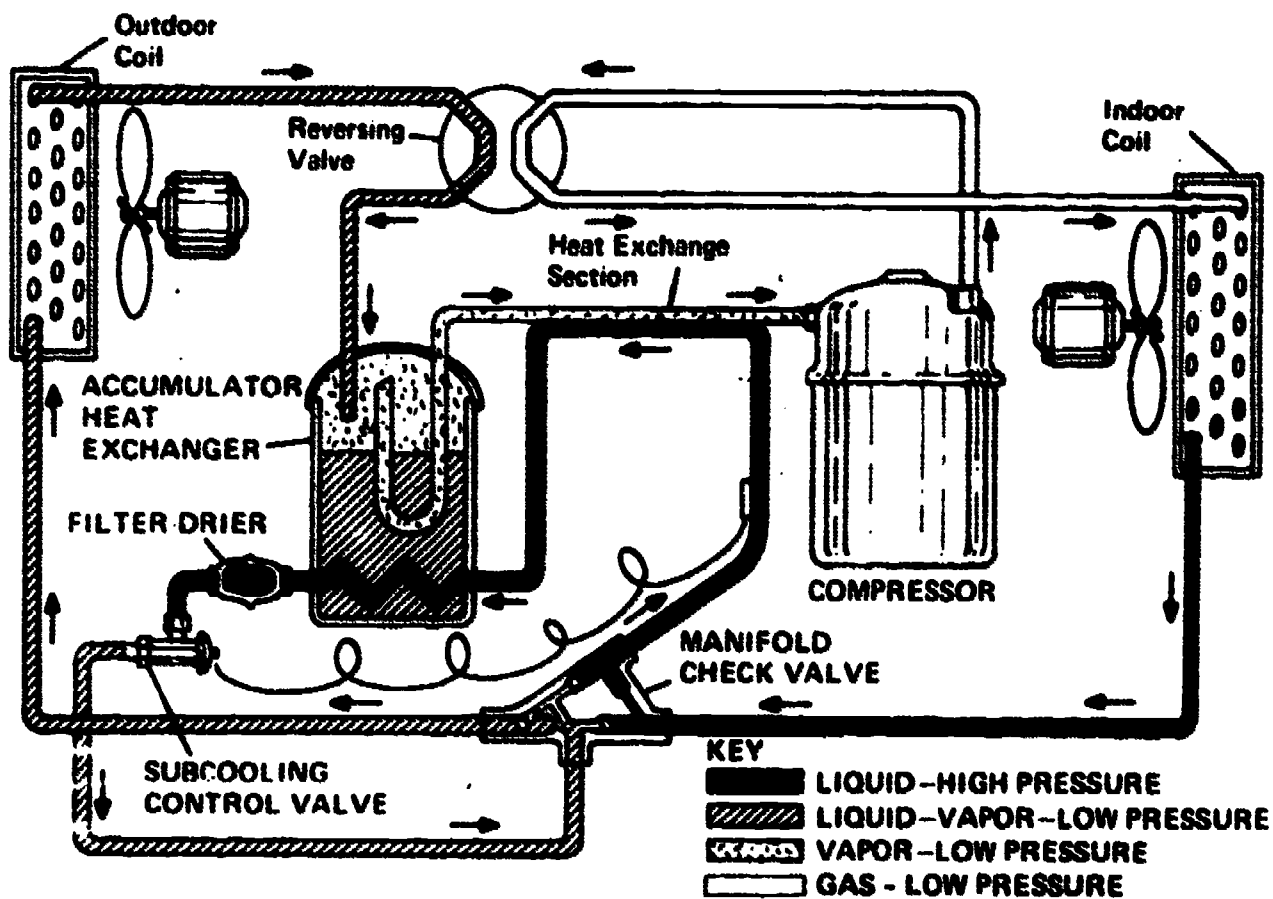 Outdoor
Coil
Reversing
Valve
Indoor
Coil
Heat Exchange
Section
ACCUMULATOR
HEAT
EXCHANGER
FILTER DRIER
COMPRESSOR
MANIFOLD
CHECK VALVE
SUBCOOLING
CONTROL VALVE
KEY
LIQUID-HIGH PRESSURE
LIQUID-VAPOR-LOW PRESSURE
VAPOR-LOW PRESSURE
GAS - LOW PRESSURE